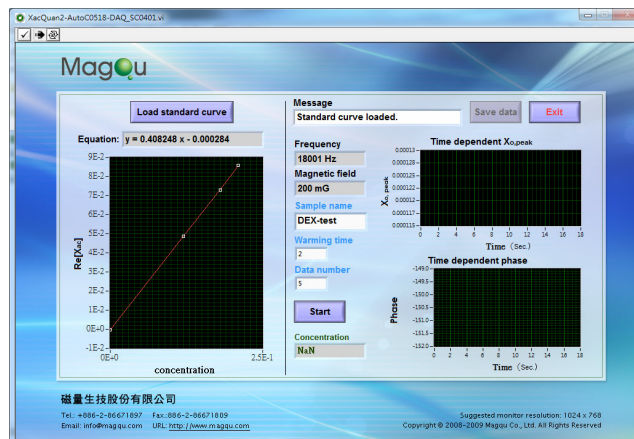 XacQuan2-AutoC0518-DAQ_SC0401.vi
MagQu
Load standard curve
Message
Standard curve loaded.
Save data
Exit
Equation: y = 0.408248 x - 0.000284
9E-2
8E-2
7E-2
6E-2
5E-2
4E-2
3E-2
2E-2
1E-2
0E+0
-1E-2
Re[Xac]
0E+0
2.5E-1
concentration
Frequency
18001 Hz
Magnetic field
200 mG
Sample name
DEX-test
Warming time
2
Data number
5
Start
Concentration
NaN
Time dependent Xo,peak
0.00013
0.000128
0.000125
0.000122
0.00012
0.000117
0.000115
Xo, peak
0 2 4 6 8 10 12 14 16 18
Time (Sec.)
Time dependent phase
-149.0
-149.5
-150.0
-150.5
-151.0
-151.5
-152.0
Phase
0 2 4 6 8 10 12 14 16 18
Time (Sec.)
磁量生技股份有限公司
Tel.: +886-2-86671897 Fax.:886-2-86671809
Email: info@magqu.com URL: http://www.magqu.com
Suggested monitor resolution: 1024 x 768
Copyright © 2008-2009 Magqu Co., Ltd. All Rights Reserved